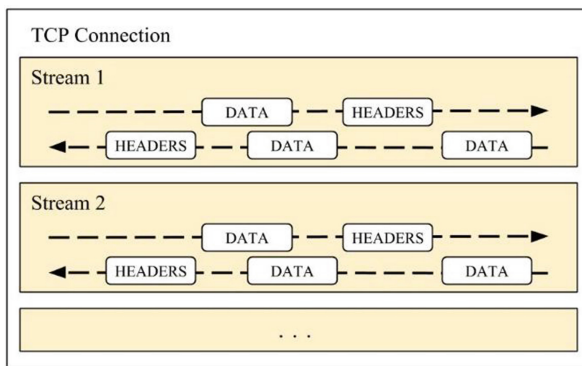 TCP Connection
Stream 1
DATA HEADERS
HEADERS DATA DATA
Stream 2
DATA HEADERS
HEADERS DATA DATA
. . .